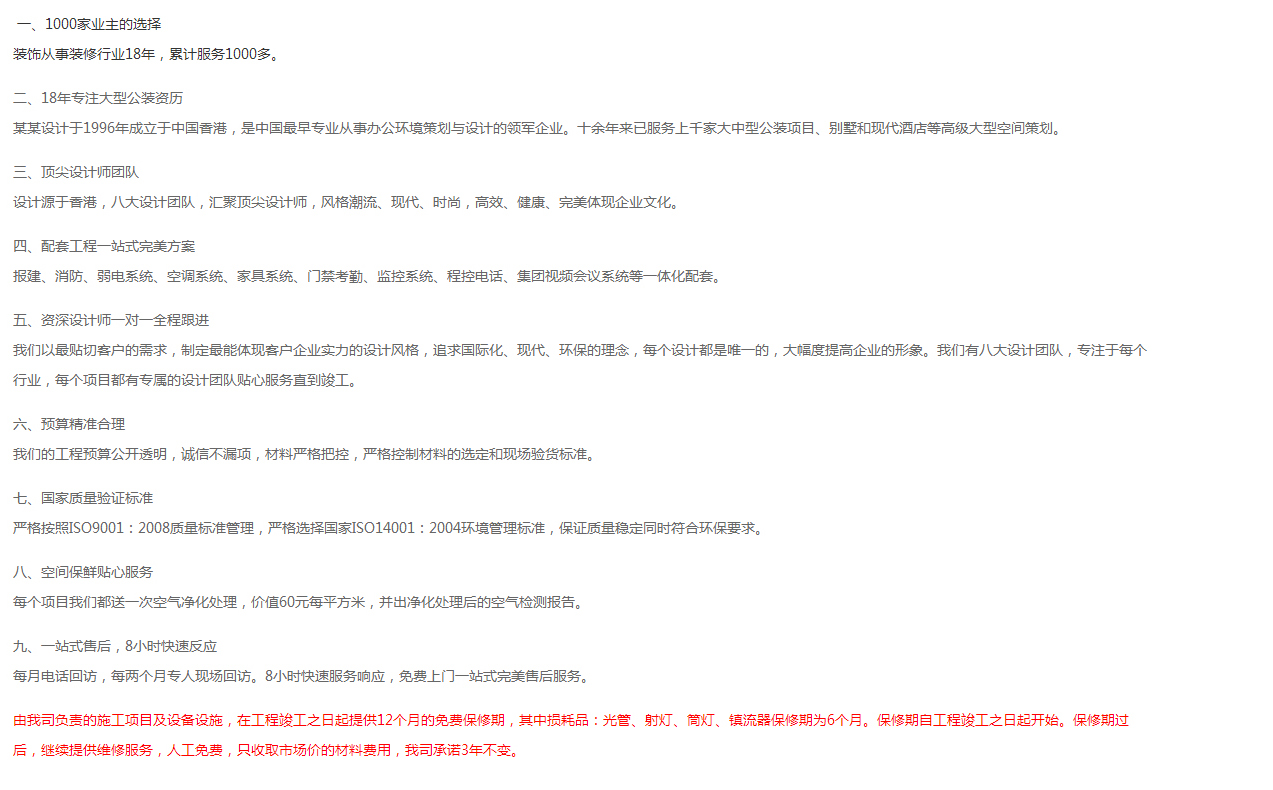 一、1000家业主的选择
装饰从事装修行业18年，累计服务1000多。
二、18年专注大型公装资历
某某设计于1996年成立于中国香港，是中国最早专业从事办公环境策划与设计的领军企业。十余年来已服务上千家大中型公装项目、别墅和现代酒店等高级大型空间策划。
三、顶尖设计师团队
设计源于香港，八大设计团队，汇聚顶尖设计师，风格潮流、现代、时尚，高效、健康、完美体现企业文化。
四、配套工程一站式完美方案
报建、消防、弱电系统、空调系统、家具系统、门禁考勤、监控系统、程控电话、集团视频会议系统等一体化配套。
五、资深设计师一对一全程跟进
我们以最贴切客户的需求，制定最能体现客户企业实力的设计风格，追求国际化、现代、环保的理念，每个设计都是唯一的，大幅度提高企业的形象。我们有八大设计团队，专注于每个
行业，每个项目都有专属的设计团队贴心服务直到竣工。
六、预算精准合理
我们的工程预算公开透明，诚信不漏项，材料严格把控，严格控制材料的选定和现场验货标准。
七、国家质量验证标准
严格按照ISO9001：2008质量标准管理，严格选择国家ISO14001：2004环境管理标准，保证质量稳定同时符合环保要求。
八、空间保鲜贴心服务
每个项目我们都送一次空气净化处理，价值60元每平方米，并出净化处理后的空气检测报告。
九、一站式售后，8小时快速反应
每月电话回访，每两个月专人现场回访。8小时快速服务响应，免费上门一站式完美售后服务。
由我司负责的施工项目及设备设施，在工程竣工之日起提供12个月的免费保修期，其中损耗品：光管、射灯、筒灯、镇流器保修期为6个月。保修期自工程竣工之日起开始。保修期过
后，继续提供维修服务，人工免费，只收取市场价的材料费用，我司承诺3年不变。